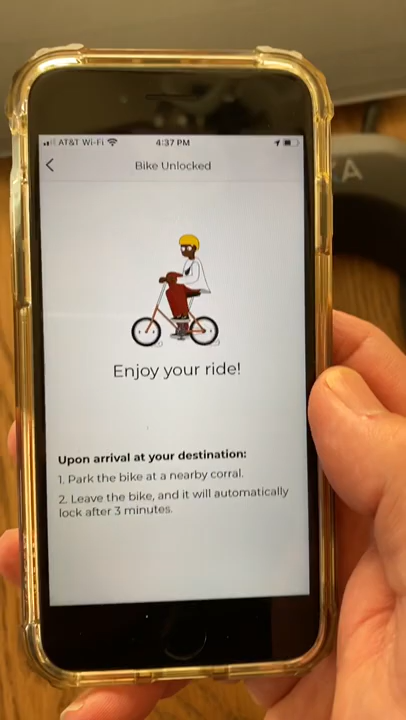 AT&T Wi-Fi
4:37 PM
Bike Unlocked
Enjoy your ride!
Upon arrival at your destination:
1. Park the bike at a nearby corral.
2. Leave the bike, and it will automatically
lock after 3 minutes.